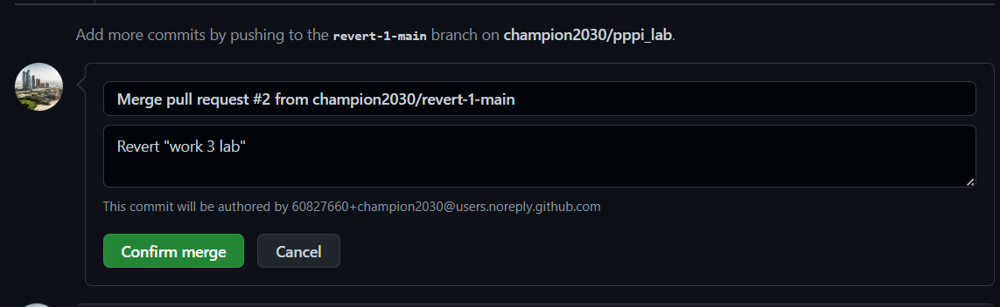 Add more commits by pushing to the revert-1-main branch on champion2030/pppi_lab.
Merge pull request #2 from champion2030/revert-1-main
Revert "work 3 lab"
This commit will be authored by 60827660+champion2030@users.noreply.github.com
Confirm merge Cancel